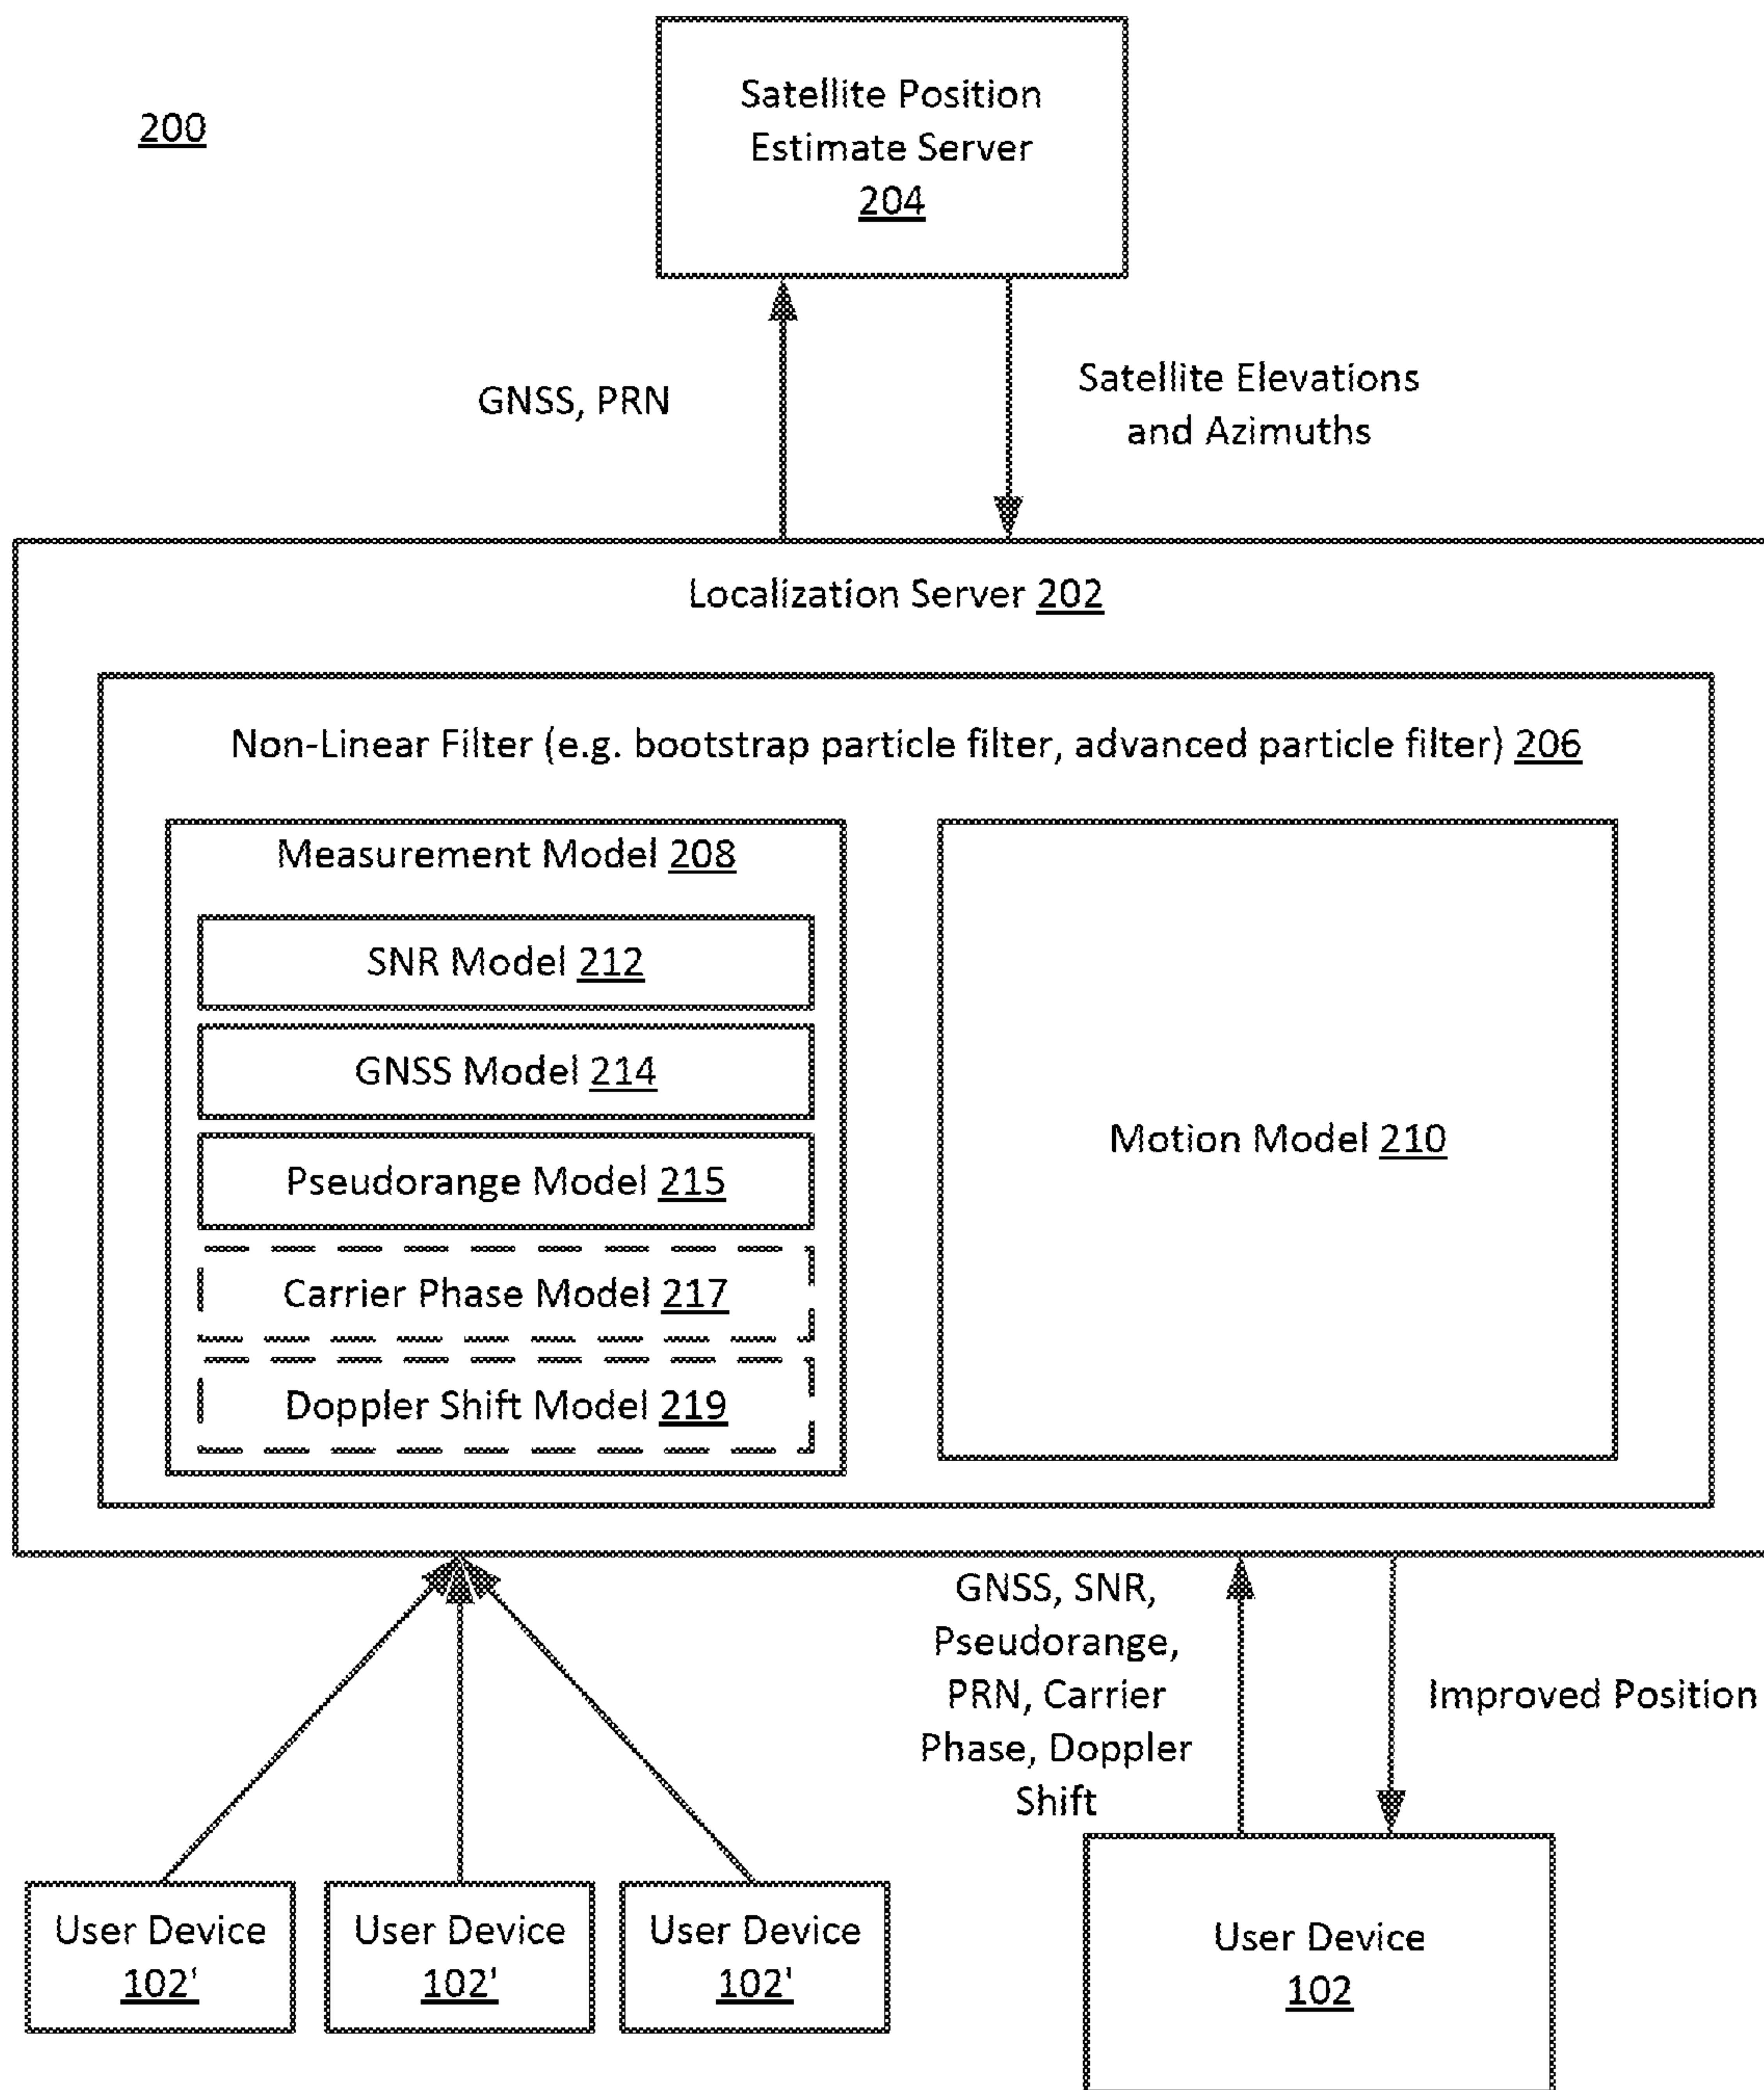 200
Satellite Position
Estimate Server
204
GNSS, PRN
Satellite Elevations
and Azimuths
Localization Server 202
Non-Linear Filter (e.g. bootstrap particle filter, advanced particle filter) 206
Measurement Model 208
SNR Model 212
GNSS Model 214
Pseudorange Model 215
Carrier Phase Model 217
Doppler Shift Model 219
Motion Model 210
GNSS, SNR,
Pseudorange,
PRN, Carrier
Phase, Doppler
Shift
Improved Position
User Device
102'
User Device
102'
User Device
102'
User Device
102